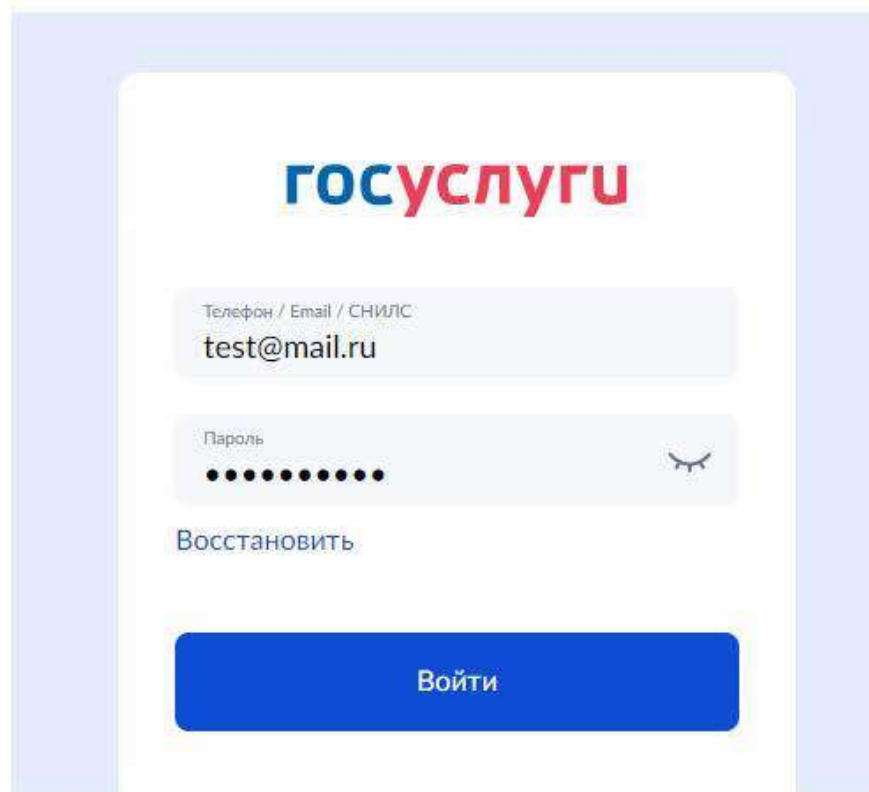 госуслуги
Телефон / Email / СНИЛС
test@mail.ru
Пароль
••••••••••
Восстановить
Войти